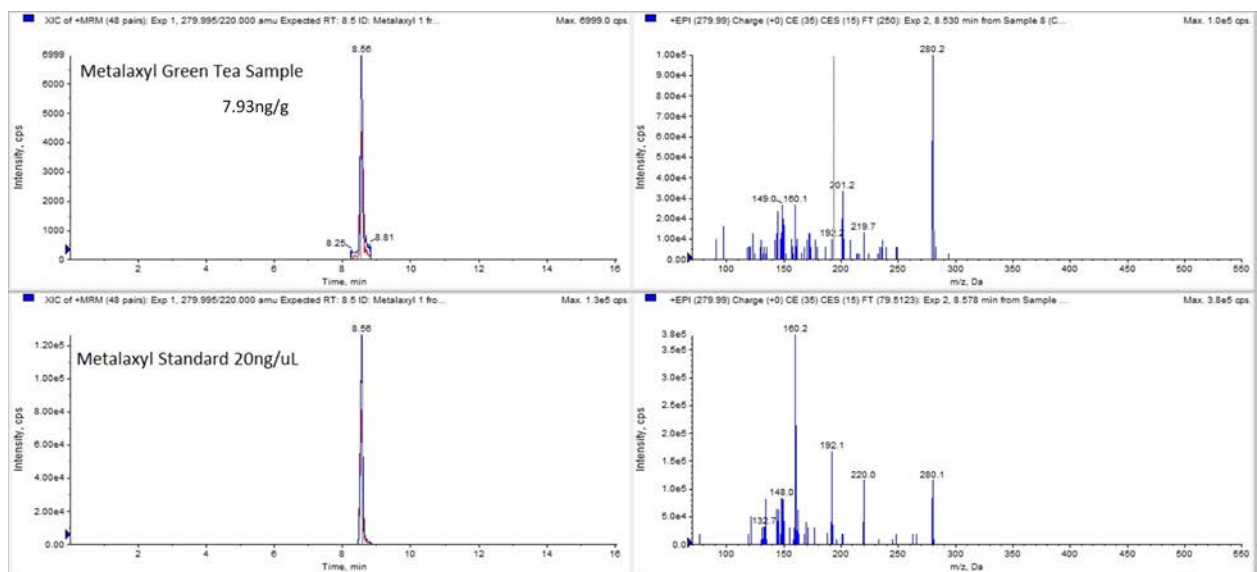 XIC of +MRM (48 pairs): Exp 1, 279.995/220.000 amu Expected RT: 8.5 ID: Metalaxyl 1 fro... Max. 6999.0 cps.
8.56
6999
6000
5000
4000
3000
2000
1000
0
Intensity, cps
Metalaxyl Green Tea Sample
7.93ng/g
8.25
8.81
2 4 6 8 10 12 14 16
Time, min
+EPI (279.99) Charge (+0) CE (35) CES (15) FT (250): Exp 2, 8.530 min from Sample 8 (C... Max. 1.0e5 cps.
280.2
1.00e5
9.00e4
8.00e4
7.00e4
6.00e4
5.00e4
4.00e4
3.00e4
2.00e4
1.00e4
0.00
Intensity, cps
201.2
149.0
160.1
219.7
100 150 200 250 300 350 400 450 500 550
m/z, Da
XIC of +MRM (48 pairs): Exp 1, 279.995/220.000 amu Expected RT: 8.5 ID: Metalaxyl 1 fro... Max. 1.3e5 cps.
8.56
1.20e5
1.00e5
8.00e4
6.00e4
4.00e4
2.00e4
0.00
Intensity, cps
Metalaxyl Standard 20ng/uL
2 4 6 8 10 12 14 16
Time, min
+EPI (279.99) Charge (+0) CE (35) CES (15) FT (79.5123): Exp 2, 8.578 min from Sample ... Max. 3.8e5 cps.
160.2
3.8e5
3.5e5
3.0e5
2.5e5
2.0e5
1.5e5
1.0e5
5.0e4
0.0
Intensity, cps
192.1
220.0
280.1
148.0
132.7
100 150 200 250 300 350 400 450 500 550
m/z, Da